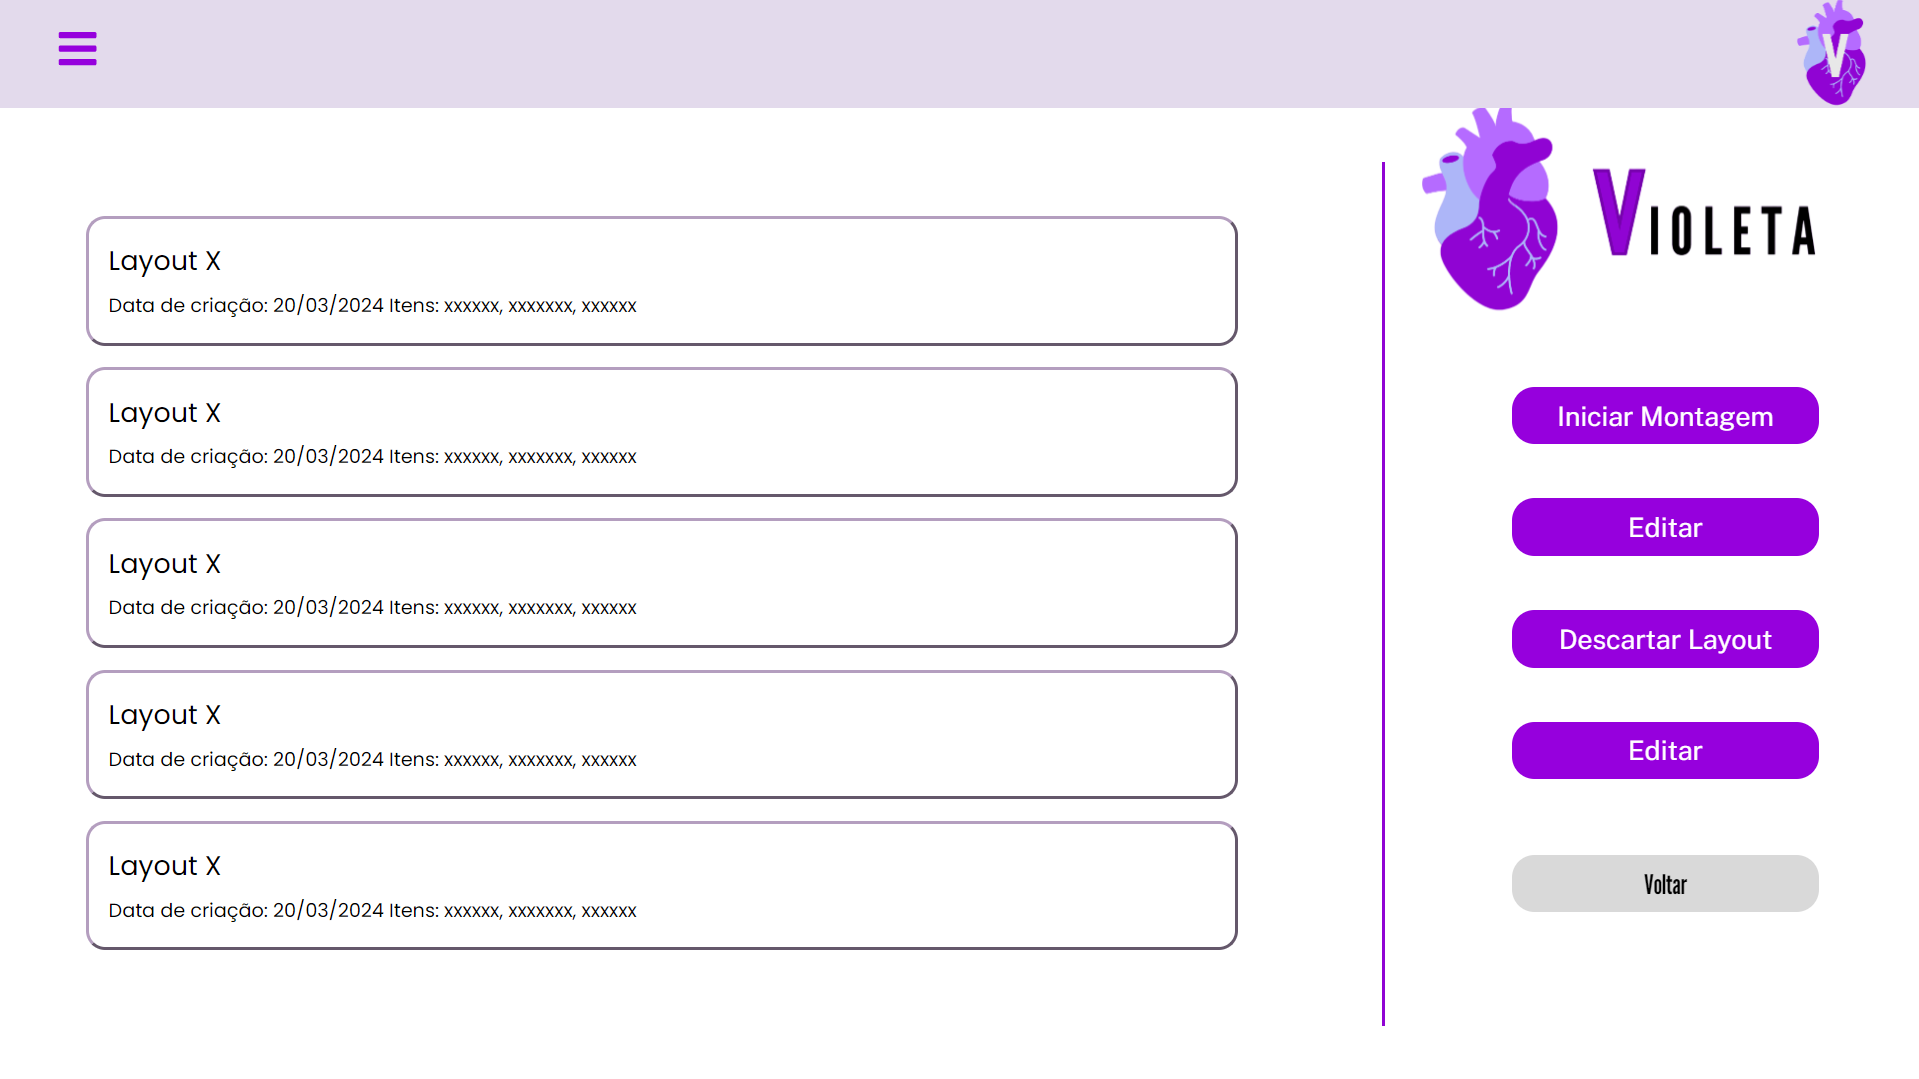 V
Layout X
Data de criação: 20/03/2024 Itens: xxxxxx, xxxxxxx, xxxxxx
Layout X
Data de criação: 20/03/2024 Itens: xxxxxx, xxxxxxx, xxxxxx
Layout X
Data de criação: 20/03/2024 Itens: xxxxxx, xxxxxxx, xxxxxx
Layout X
Data de criação: 20/03/2024 Itens: xxxxxx, xxxxxxx, xxxxxx
Layout X
Data de criação: 20/03/2024 Itens: xxxxxx, xxxxxxx, xxxxxx
VIOLETA
Iniciar Montagem
Editar
Descartar Layout
Editar
Voltar